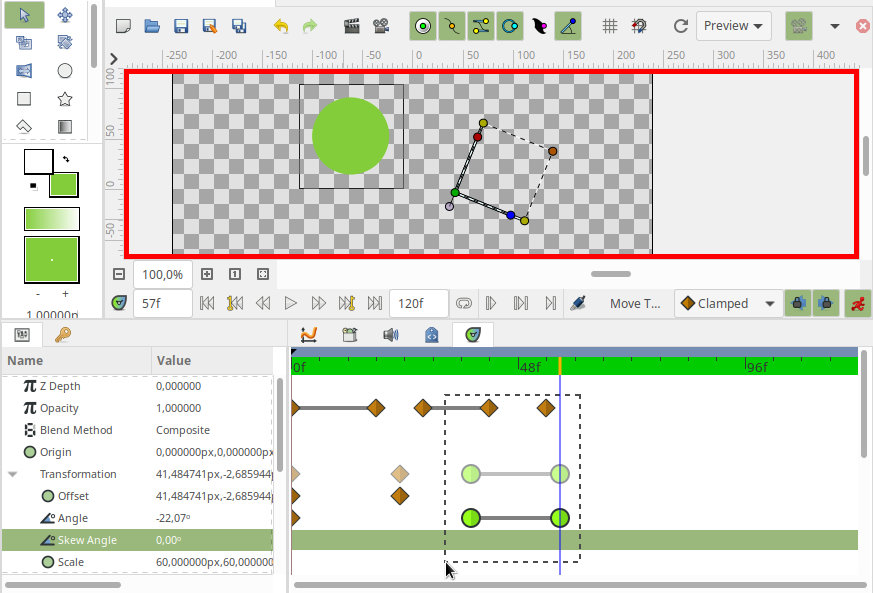 Preview
-250 -200 -150 -100 -50 0 50 100 150 200 250 300 350 400
100
50
0
-50
100,0%
- +
1,00000p
57f
120f
Move T...
Clamped
Name Value
0f 48f 96f
Z Depth 0,000000
Opacity 1,000000
Blend Method Composite
Origin 0,000000px,0,000000px
Transformation 41,484741px,-2,685944
Offset 41,484741px,-2,685944
Angle -22,07º
Skew Angle 0,00º
Scale 60,000000px,60,000000